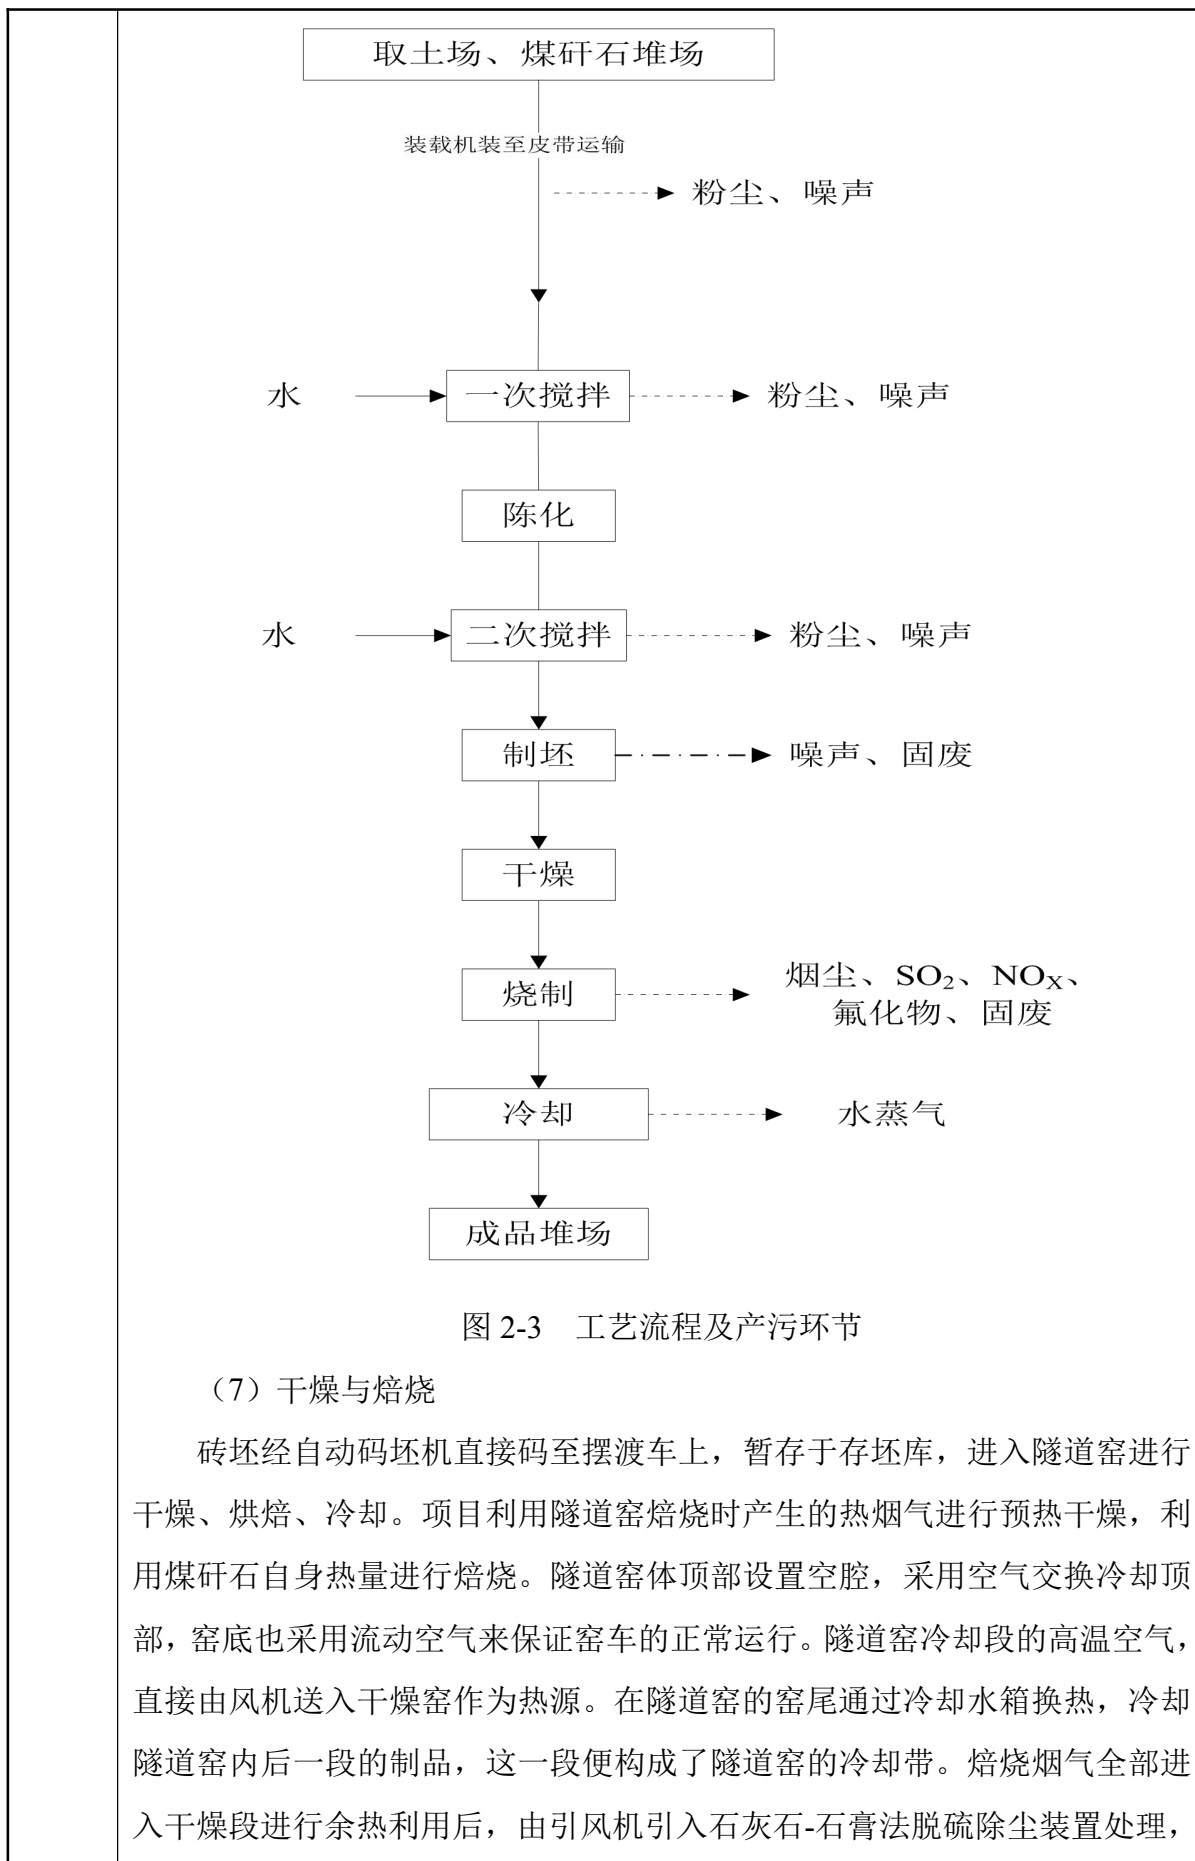 取土场、煤矸石堆场
装载机装至皮带运输
粉尘、噪声
水 一次搅拌 粉尘、噪声
陈化
水 二次搅拌 粉尘、噪声
制坯 噪声、固废
干燥
烧制 烟尘、SO₂、NOX、
氟化物、固废
冷却 水蒸气
成品堆场
图 2-3 工艺流程及产污环节
（7）干燥与焙烧
砖坯经自动码坯机直接码至摆渡车上，暂存于存坯库，进入隧道窑进行
干燥、烘焙、冷却。项目利用隧道窑焙烧时产生的热烟气进行预热干燥，利
用煤矸石自身热量进行焙烧。隧道窑体顶部设置空腔，采用空气交换冷却顶
部，窑底也采用流动空气来保证窑车的正常运行。隧道窑冷却段的高温空气，
直接由风机送入干燥窑作为热源。在隧道窑的窑尾通过冷却水箱换热，冷却
隧道窑内后一段的制品，这一段便构成了隧道窑的冷却带。焙烧烟气全部进
入干燥段进行余热利用后，由引风机引入石灰石-石膏法脱硫除尘装置处理，